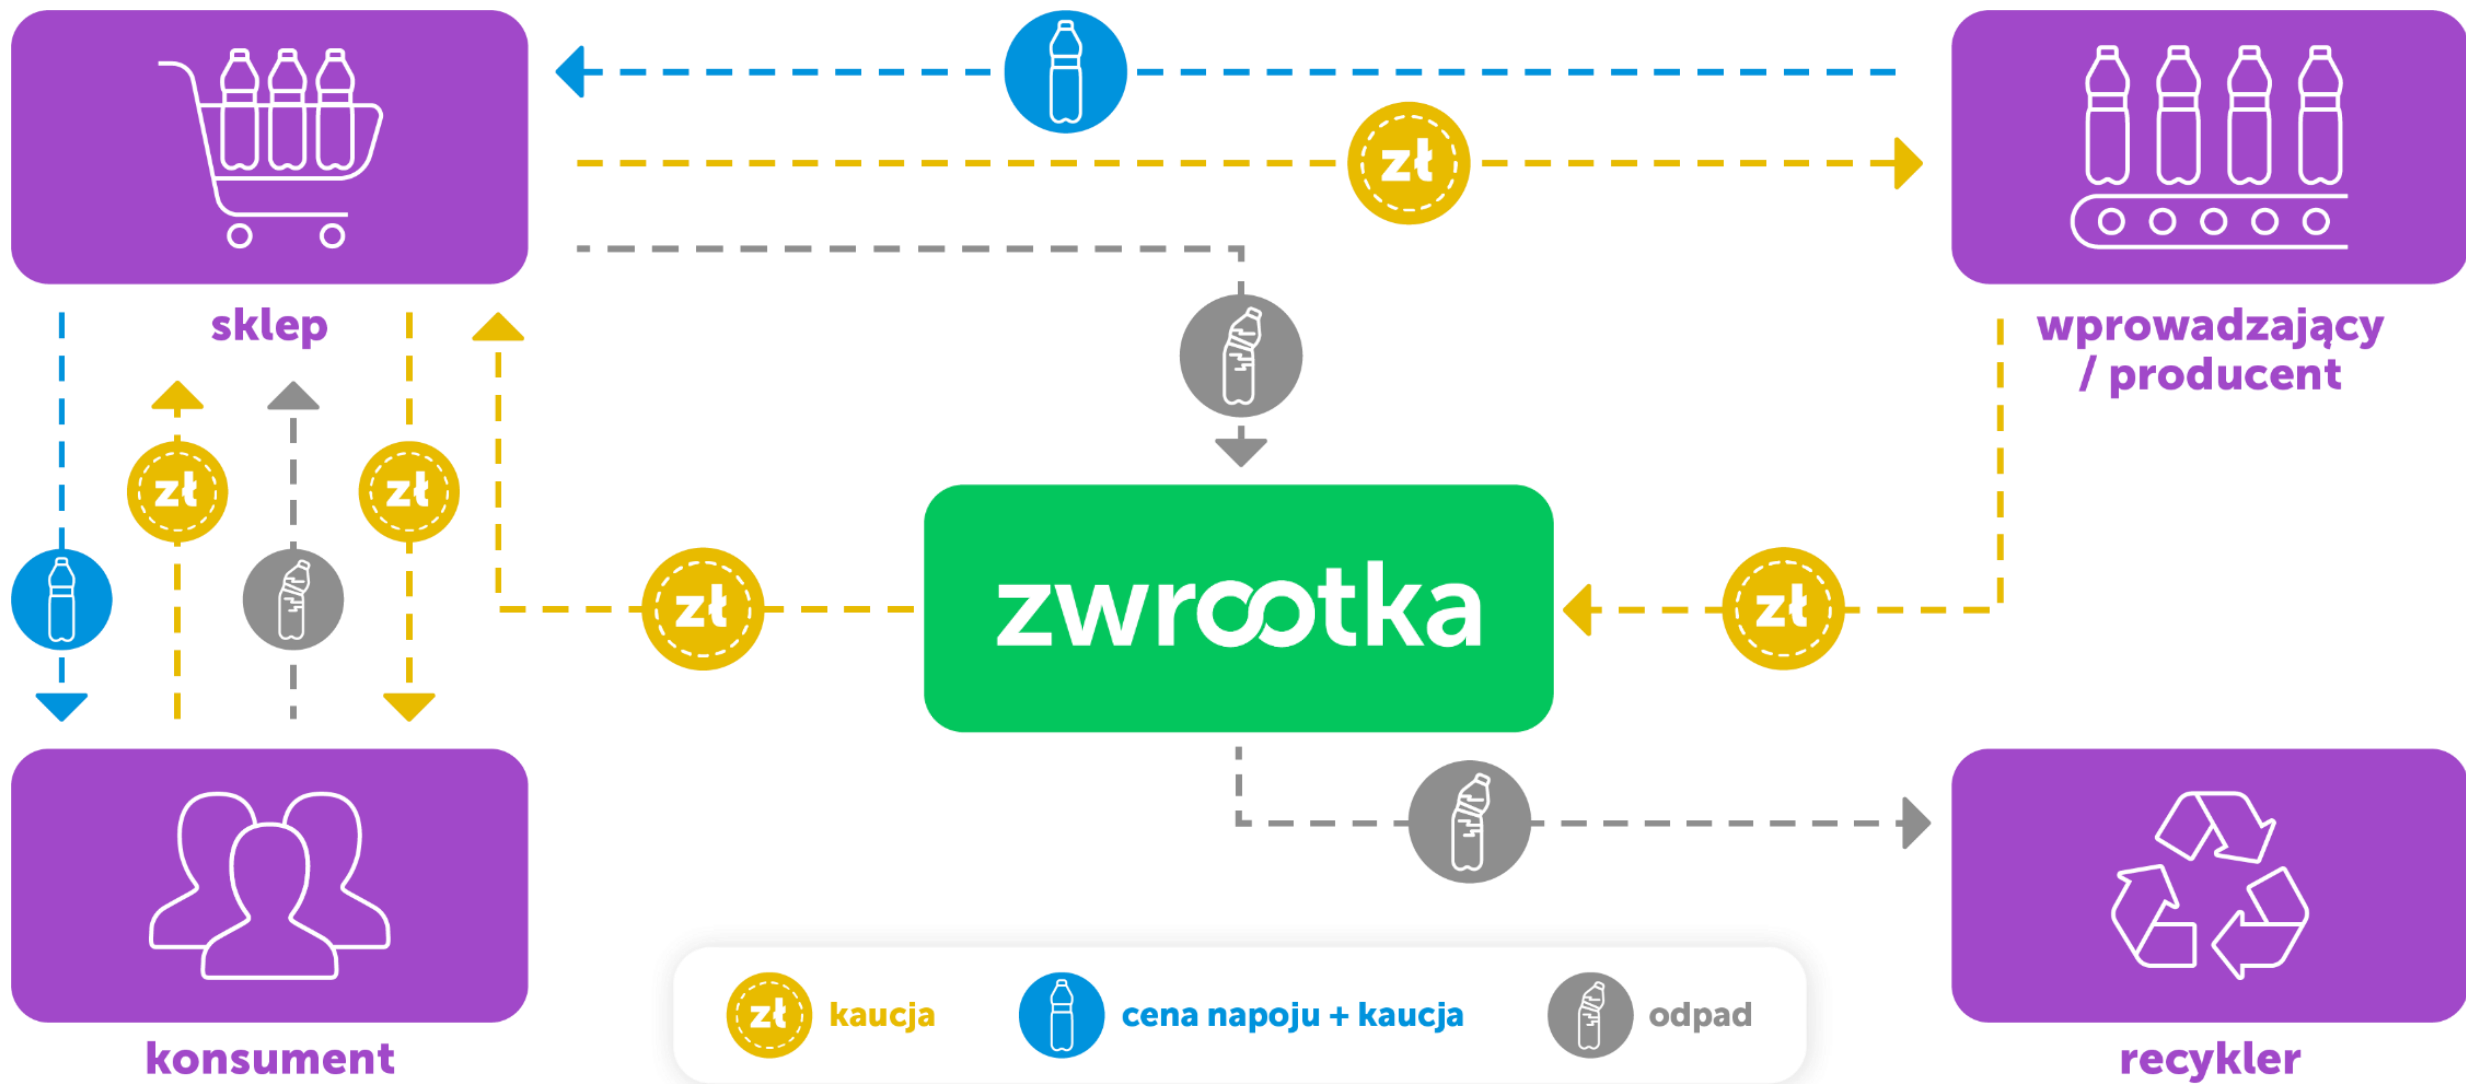 zł
sklep
wprowadzający
/ producent
zł
zł
zwrootka
zł
zł
zł kaucja
cena napoju + kaucja
odpad
konsument
recykler